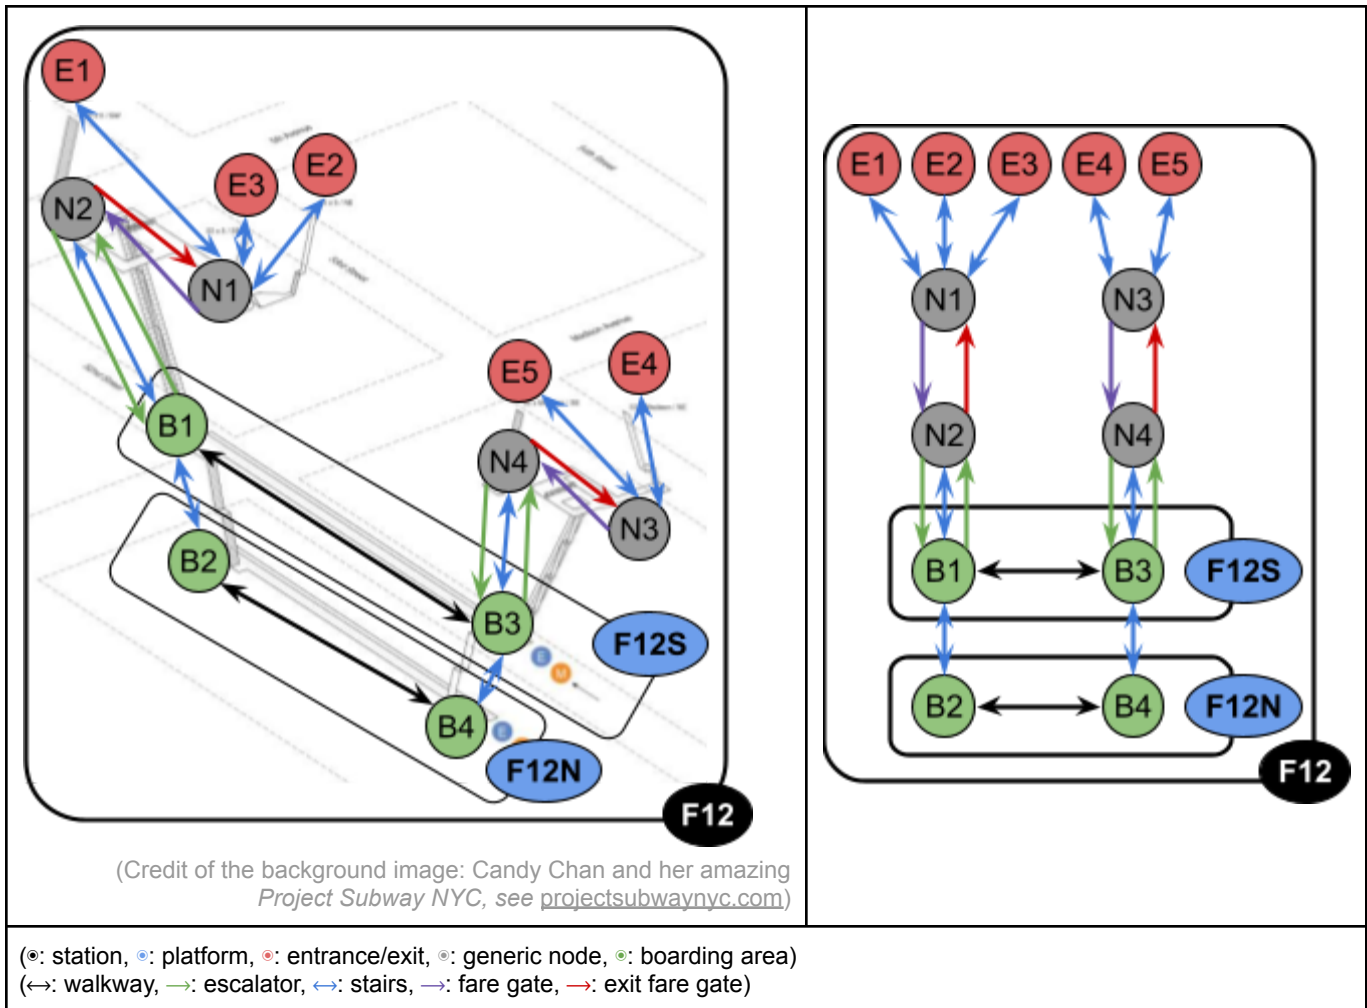 E1
E3
E2
N2
N1
E5
E4
B1
N4
N3
B2
B3
F12S
E
M
B4
E
F12N
F12
(Credit of the background image: Candy Chan and her amazing
Project Subway NYC, see projectsubwaynyc.com)
E1 E2 E3 E4 E5
N1 N3
N2 N4
B1 B3 F12S
B2 B4 F12N
F12
(◉: station, ◉: platform, ◉: entrance/exit, ◉: generic node, ◉: boarding area)
(↔: walkway, →: escalator, ↔: stairs, →: fare gate, →: exit fare gate)